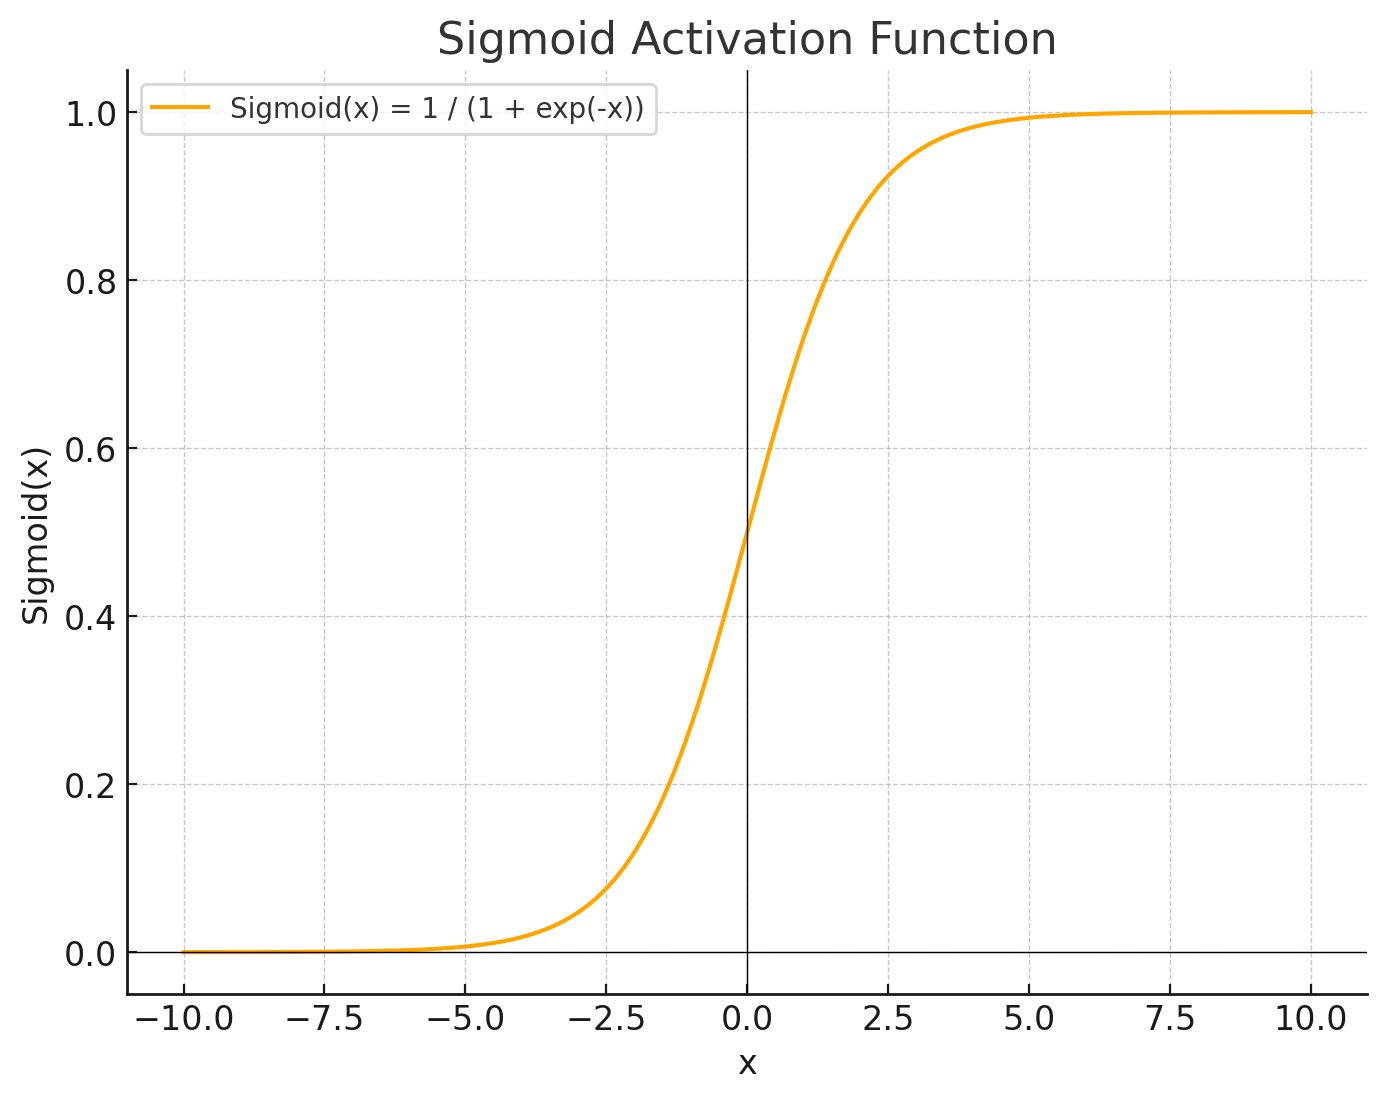 Sigmoid Activation Function
Sigmoid(x) = 1 / (1 + exp(-x))
1.0
0.8
0.6
0.4
0.2
0.0
Sigmoid(x)
−10.0 −7.5 −5.0 −2.5 0.0 2.5 5.0 7.5 10.0
x